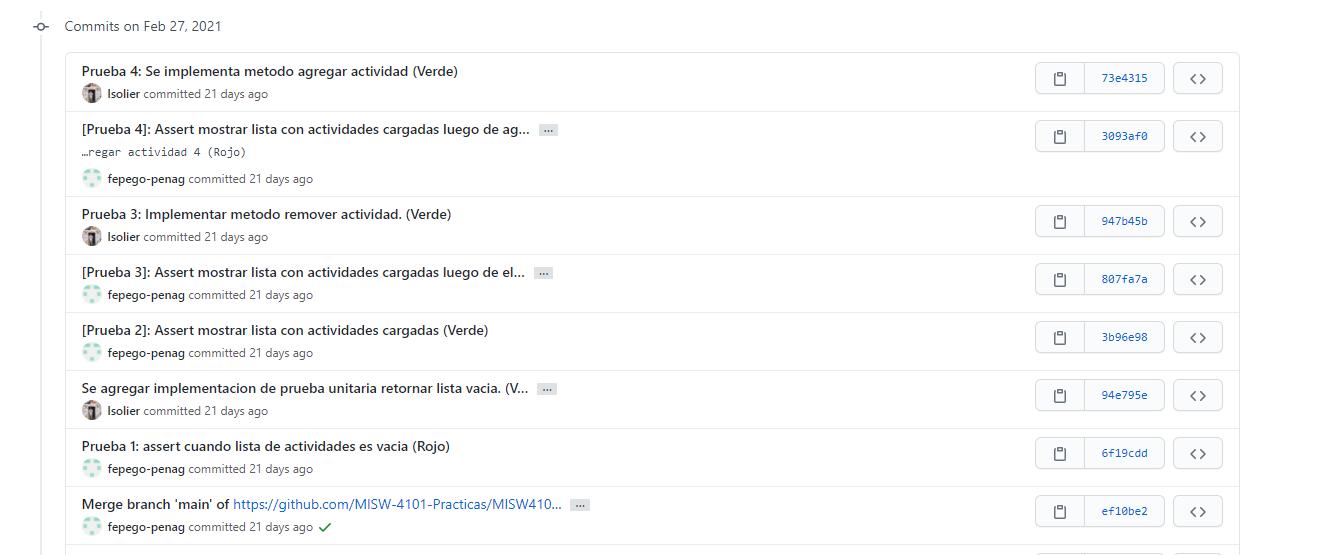 Commits on Feb 27, 2021
Prueba 4: Se implementa metodo agregar actividad (Verde)
lsolier committed 21 days ago
73e4315
[Prueba 4]: Assert mostrar lista con actividades cargadas luego de ag... …
…regar actividad 4 (Rojo)
fepego-penag committed 21 days ago
3093af0
Prueba 3: Implementar metodo remover actividad. (Verde)
lsolier committed 21 days ago
947b45b
[Prueba 3]: Assert mostrar lista con actividades cargadas luego de el... …
fepego-penag committed 21 days ago
807fa7a
[Prueba 2]: Assert mostrar lista con actividades cargadas (Verde)
fepego-penag committed 21 days ago
3b96e98
Se agregar implementacion de prueba unitaria retornar lista vacia. (V... …
lsolier committed 21 days ago
94e795e
Prueba 1: assert cuando lista de actividades es vacia (Rojo)
fepego-penag committed 21 days ago
6f19cdd
Merge branch 'main' of https://github.com/MISW-4101-Practicas/MISW410... …
fepego-penag committed 21 days ago
ef10be2